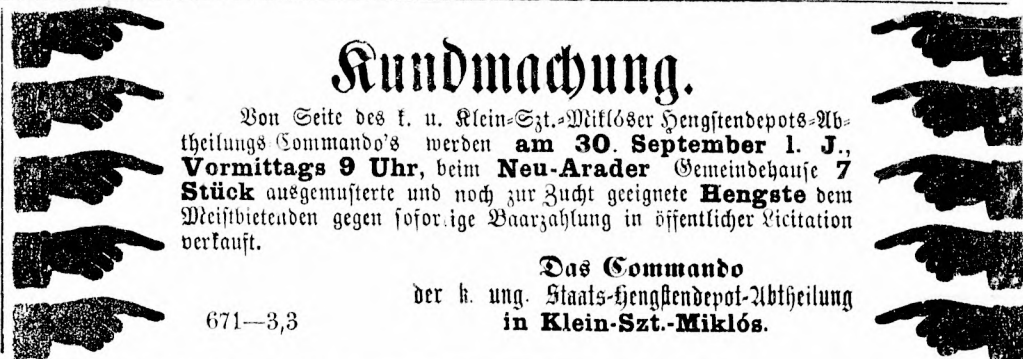 Kundmachung.
Von Seite des k. u. Klein-Szt.-Miklóser Hengstendepots-Ab-
theilungs Commando's werden am 30. September l. J.,
Vormittags 9 Uhr, beim Neu-Arader Gemeindehause 7
Stück ausgemusterte und noch zur Zucht geeignete Hengste dem
Meistbietenden gegen sofor ige Baarzahlung in öffentlicher Licitation
verkauft.
Das Commando
der k. ung. Staats-Hengstendepot-Abtheilung
in Klein-Szt.-Miklós.
671—3,3